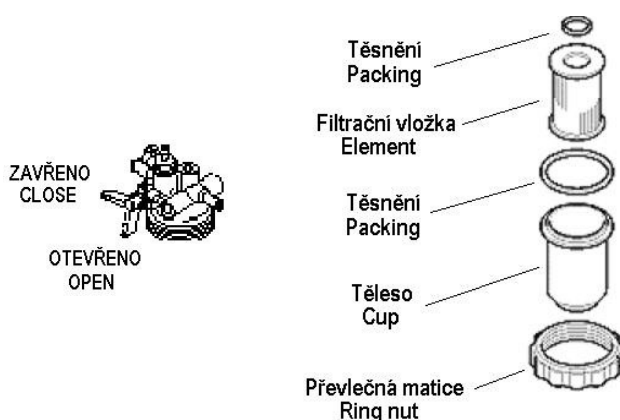 ZAVŘENO
CLOSE
OTEVŘENO
OPEN
Těsnění
Packing
Filtrační vložka
Element
Těsnění
Packing
Těleso
Cup
Převlečná matice
Ring nut